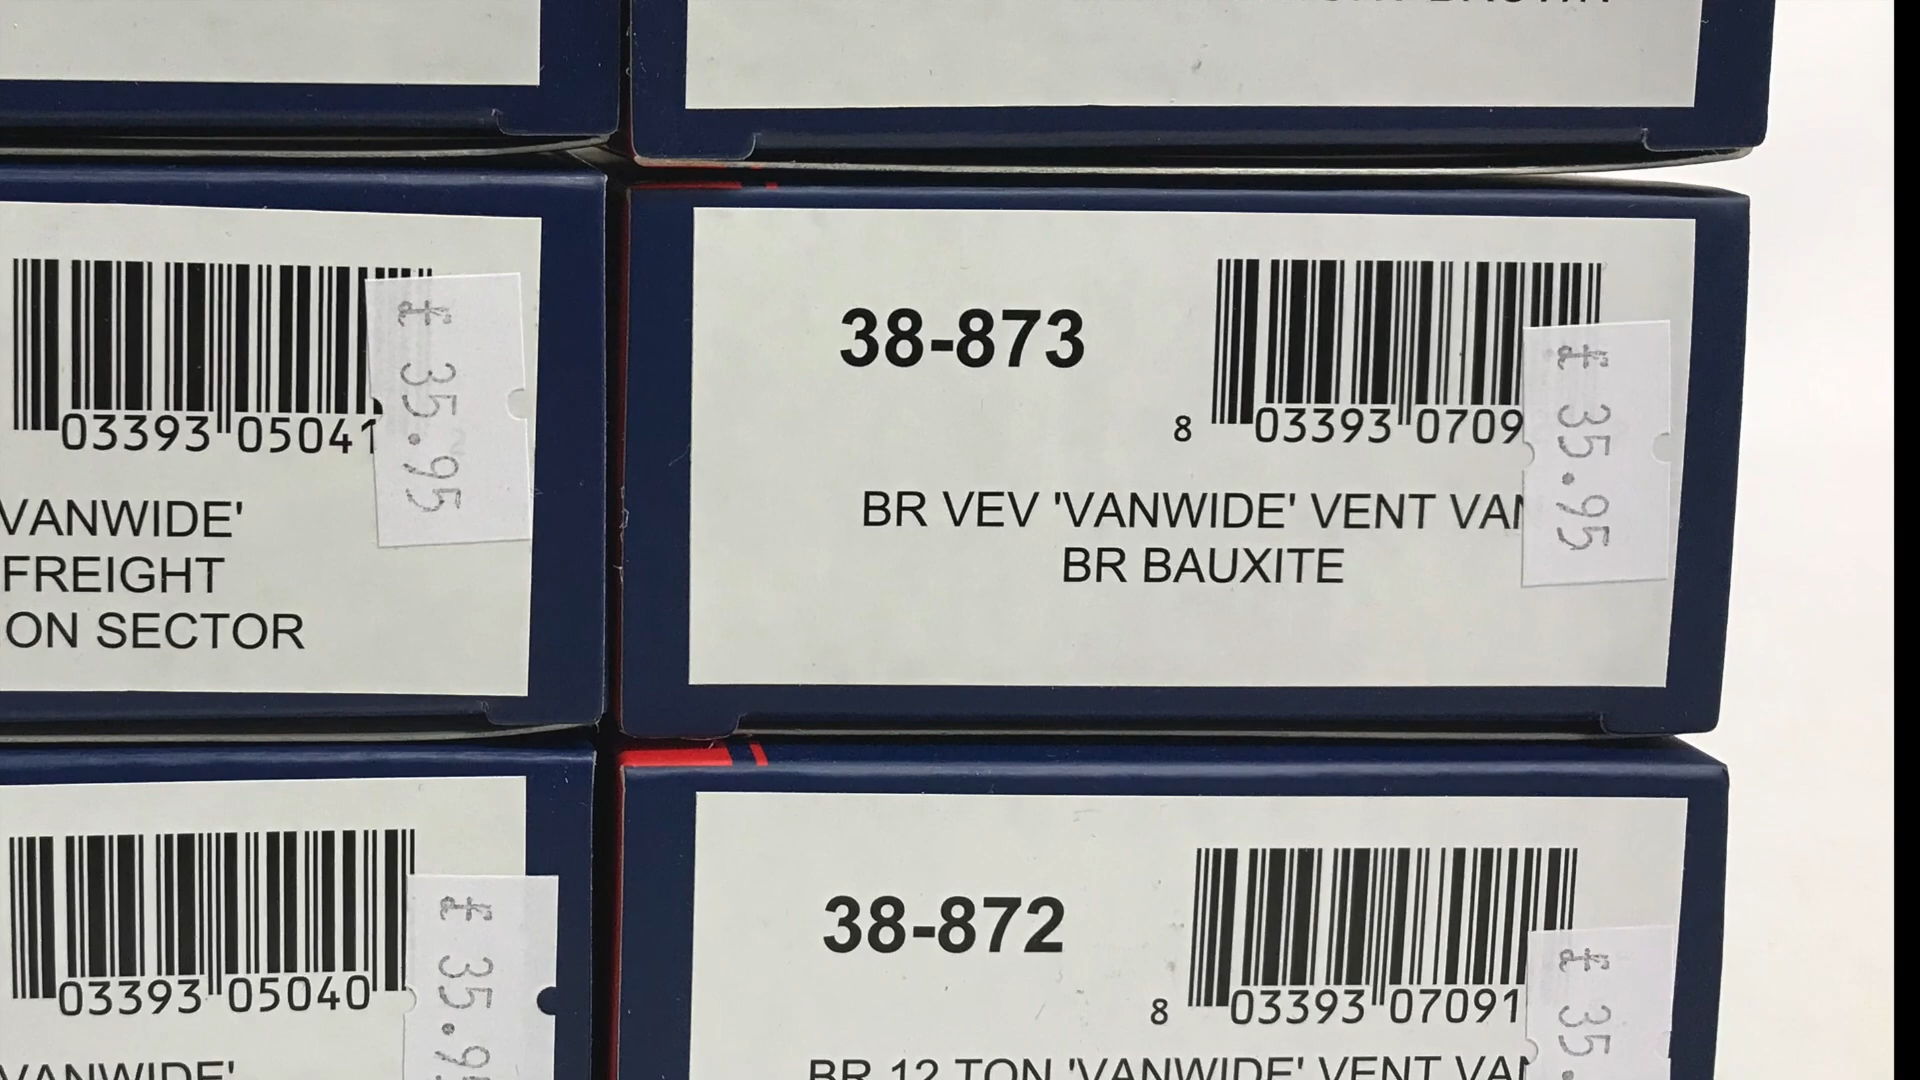 03393 05041
£ 35.95
VANWIDE'
FREIGHT
ON SECTOR
38-873
8 03393 0709
£ 35.95
BR VEV 'VANWIDE' VENT VAN
BR BAUXITE
03393 05040
£ 35.95
VANWIDE'
38-872
8 03393 07091
£ 35.
BR 12 TON 'VANWIDE' VENT VAN